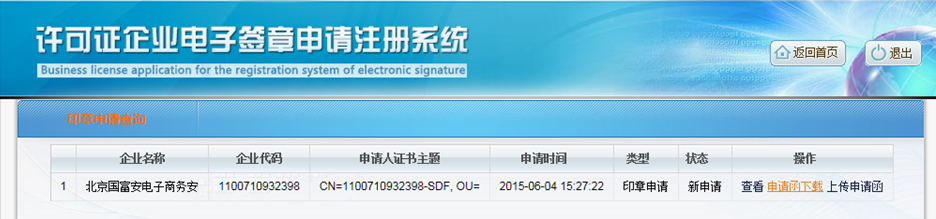 许可证企业电子签章申请注册系统
Business license application for the registration system of electronic signature
返回首页 退出
印章申请查询
企业名称 企业代码 申请人证书主题 申请时间 类型 状态 操作
1 北京国富安电子商务安 1100710932398 CN=1100710932398-SDF, OU= 2015-06-04 15:27:22 印章申请 新申请 查看 申请函下载 上传申请函